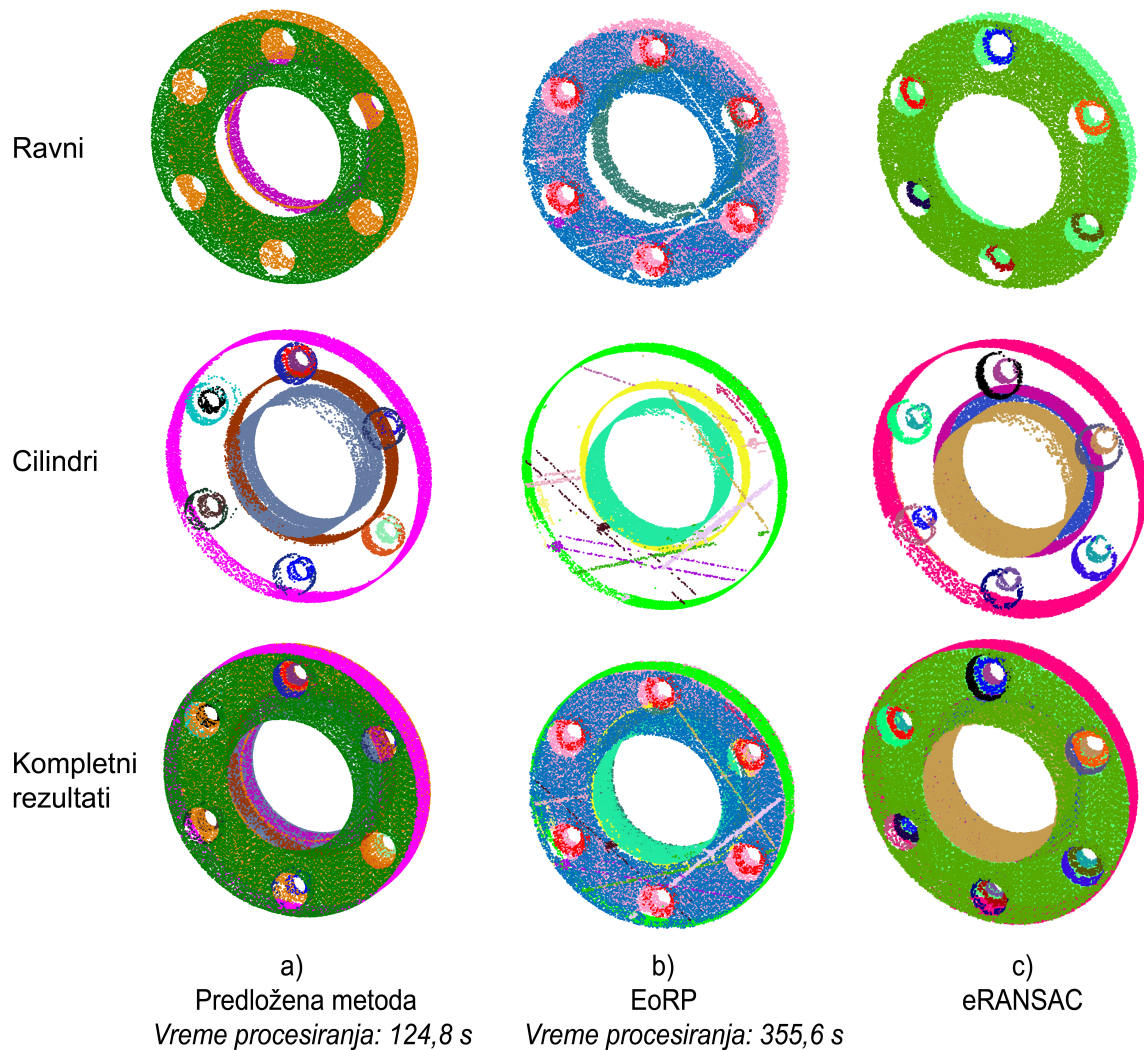 Ravni
Cilindri
Kompletni
rezultati
a)
Predložena metoda
Vreme procesiranja: 124,8 s
b)
EoRP
Vreme procesiranja: 355,6 s
c)
eRANSAC